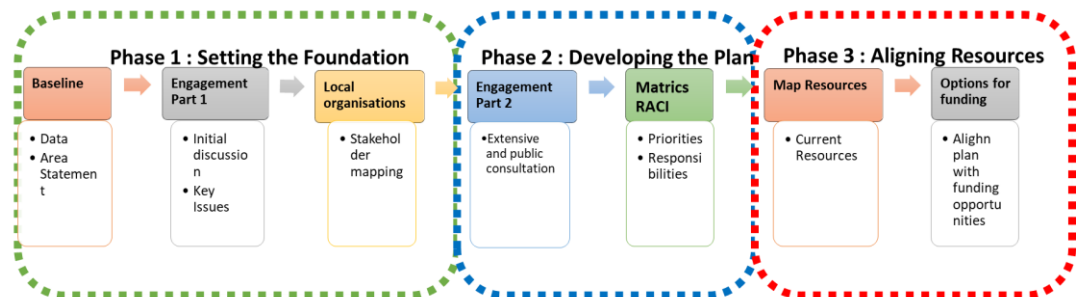 Phase 1 : Setting the Foundation
Baseline
• Data
• Area
Statemen
t
Engagement
Part 1
• Initial
discussio
n
• Key
Issues
Local
organisations
• Stakehol
der
mapping
Phase 2 : Developing the Plan
Engagement
Part 2
•Extensive
and public
consultation
Matrics
RACI
• Priorities
• Responsi
bilities
Phase 3 : Aligning Resources
Map Resources
• Current
Resources
Options for
funding
• Alighn
plan
with
funding
opportu
nities